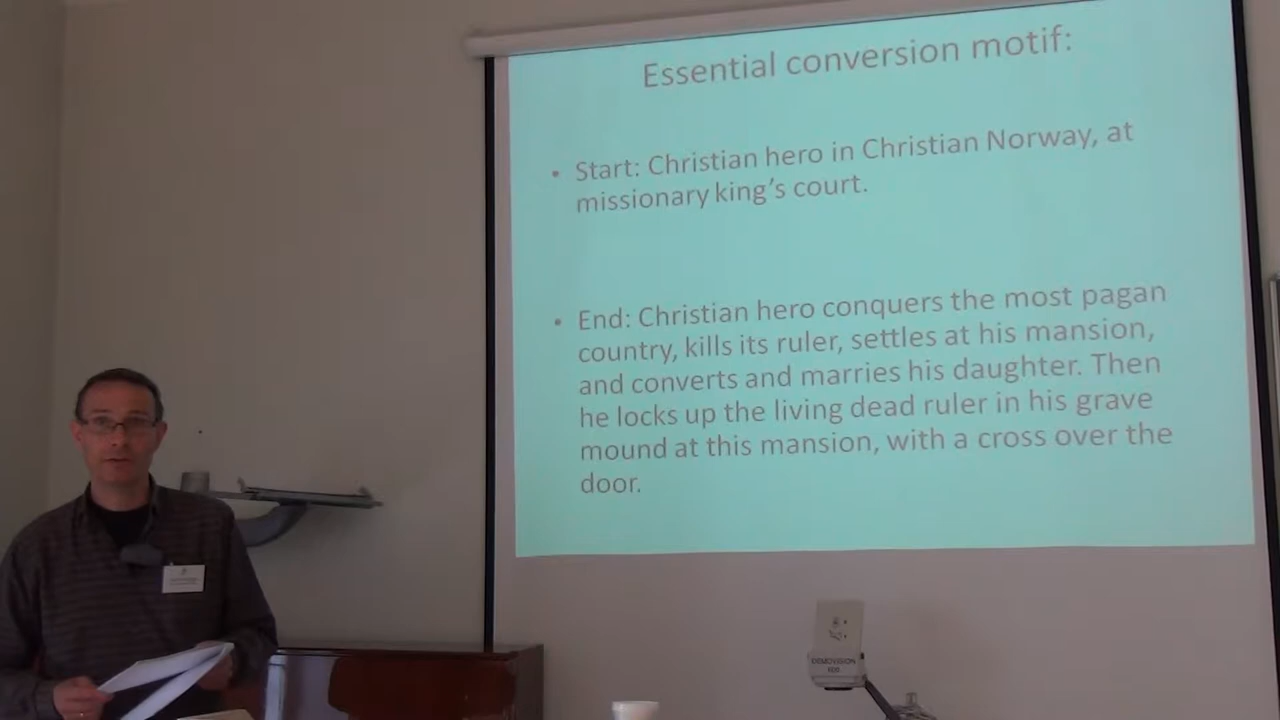 Essential conversion motif:
• Start: Christian hero in Christian Norway, at
missionary king's court.
• End: Christian hero conquers the most pagan
country, kills its ruler, settles at his mansion,
and converts and marries his daughter. Then
he locks up the living dead ruler in his grave
mound at this mansion, with a cross over the
door.